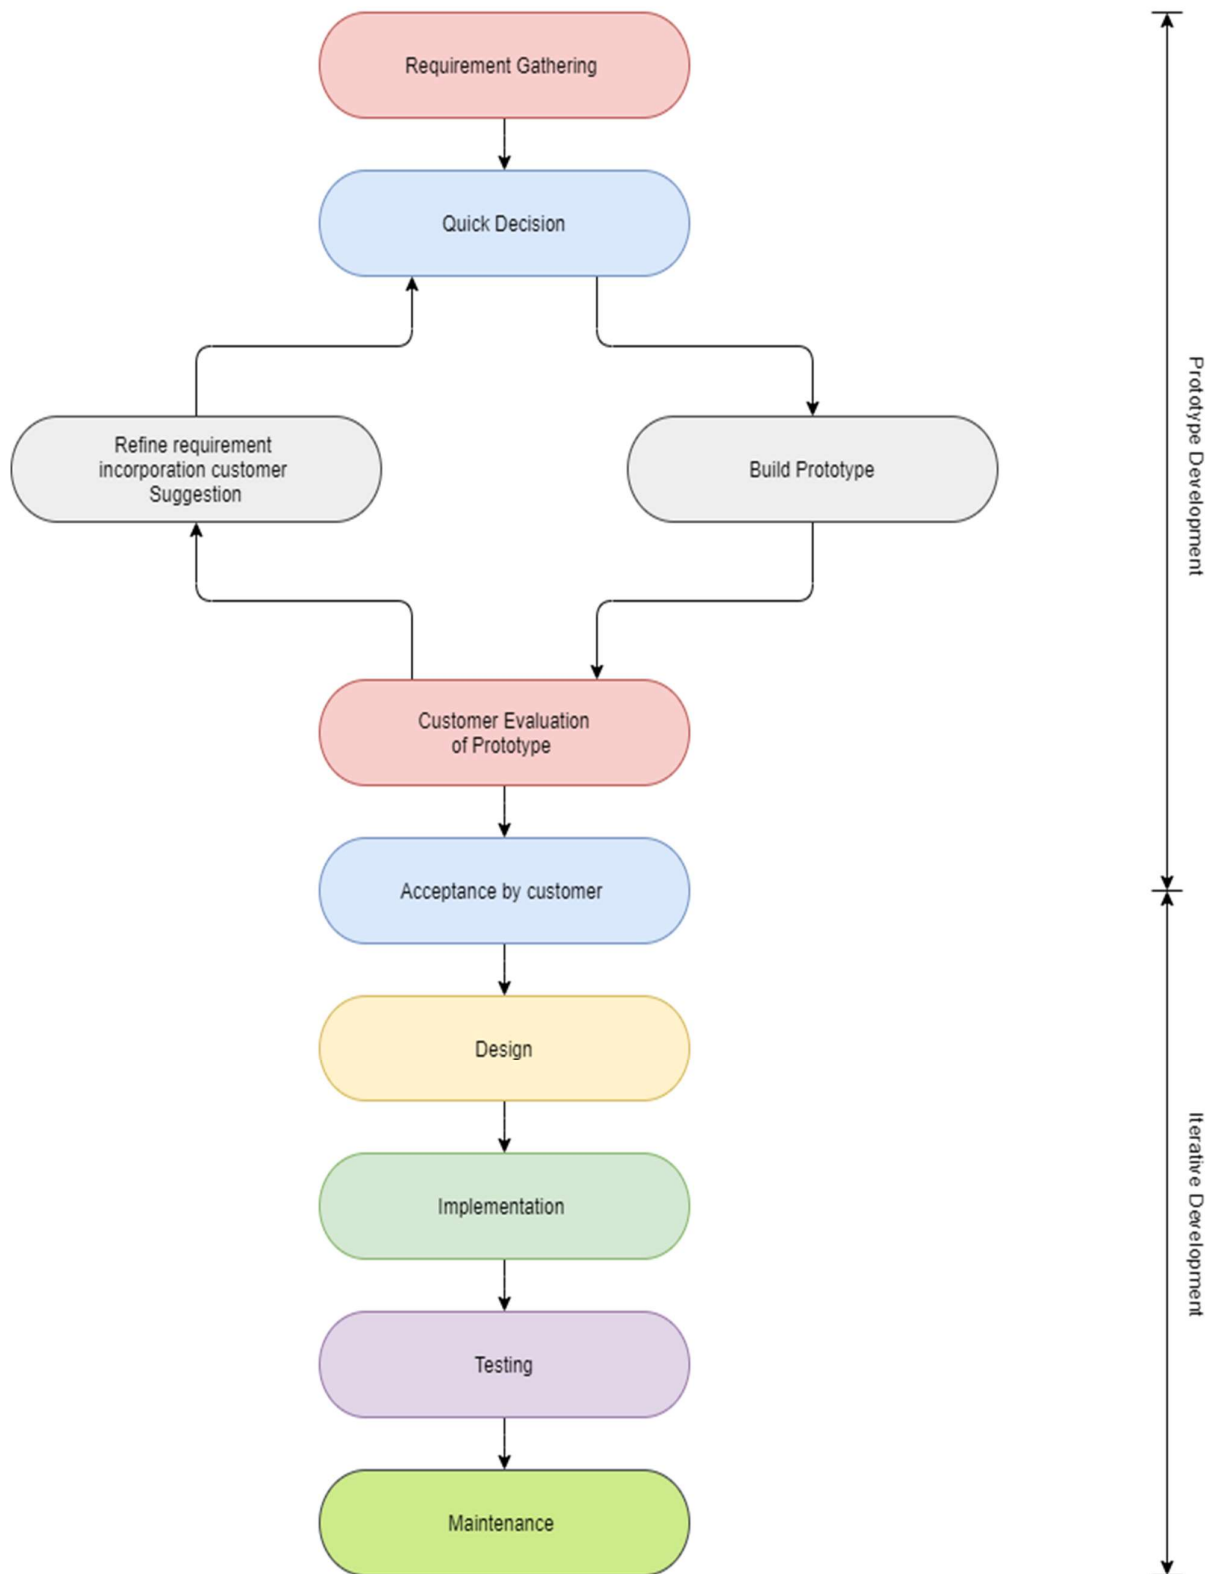 Requirement Gathering
Quick Decision
Refine requirement
incorporation customer
Suggestion
Build Prototype
Customer Evaluation
of Prototype
Acceptance by customer
Design
Implementation
Testing
Maintenance
Prototype Development
Iterative Development